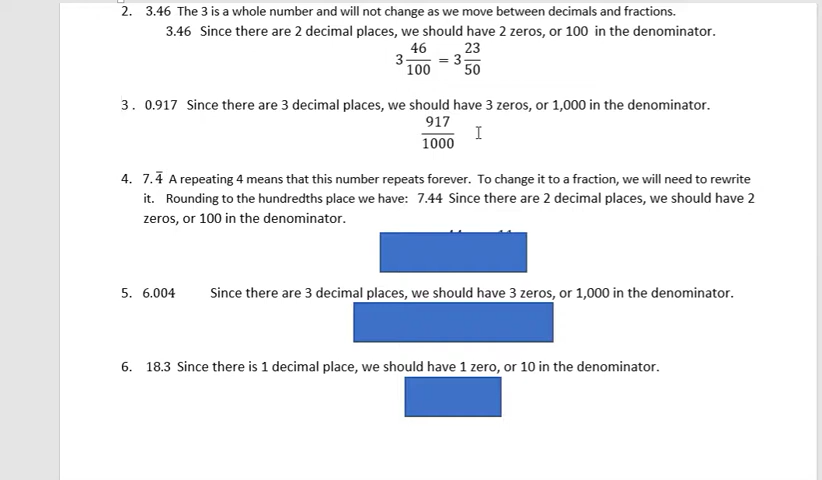 2. 3.46 The 3 is a whole number and will not change as we move between decimals and fractions.
3.46 Since there are 2 decimal places, we should have 2 zeros, or 100 in the denominator.
3 46/100 = 3 23/50
3. 0.917 Since there are 3 decimal places, we should have 3 zeros, or 1,000 in the denominator.
917/1000
4. 7.4̅ A repeating 4 means that this number repeats forever. To change it to a fraction, we will need to rewrite
it. Rounding to the hundredths place we have: 7.44 Since there are 2 decimal places, we should have 2
zeros, or 100 in the denominator.
5. 6.004 Since there are 3 decimal places, we should have 3 zeros, or 1,000 in the denominator.
6. 18.3 Since there is 1 decimal place, we should have 1 zero, or 10 in the denominator.